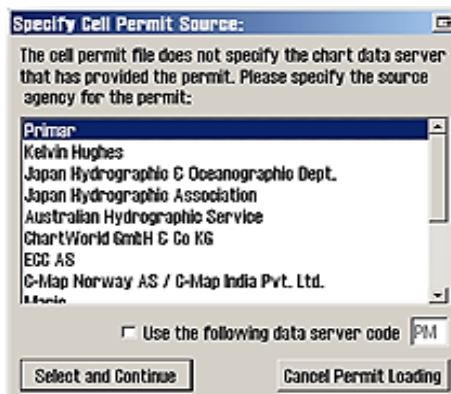 Specify Cell Permit Source:
The cell permit file does not specify the chart data server
that has provided the permit. Please specify the source
agency for the permit:
Primar
Kelvin Hughes
Japan Hydrographic & Oceanographic Dept.
Japan Hydrographic Association
Australian Hydrographic Service
ChartWorld GmbH & Co KG
ECC AS
C-Map Norway AS / C-Map India Pvt. Ltd.
Use the following data server code PM
Select and Continue
Cancel Permit Loading